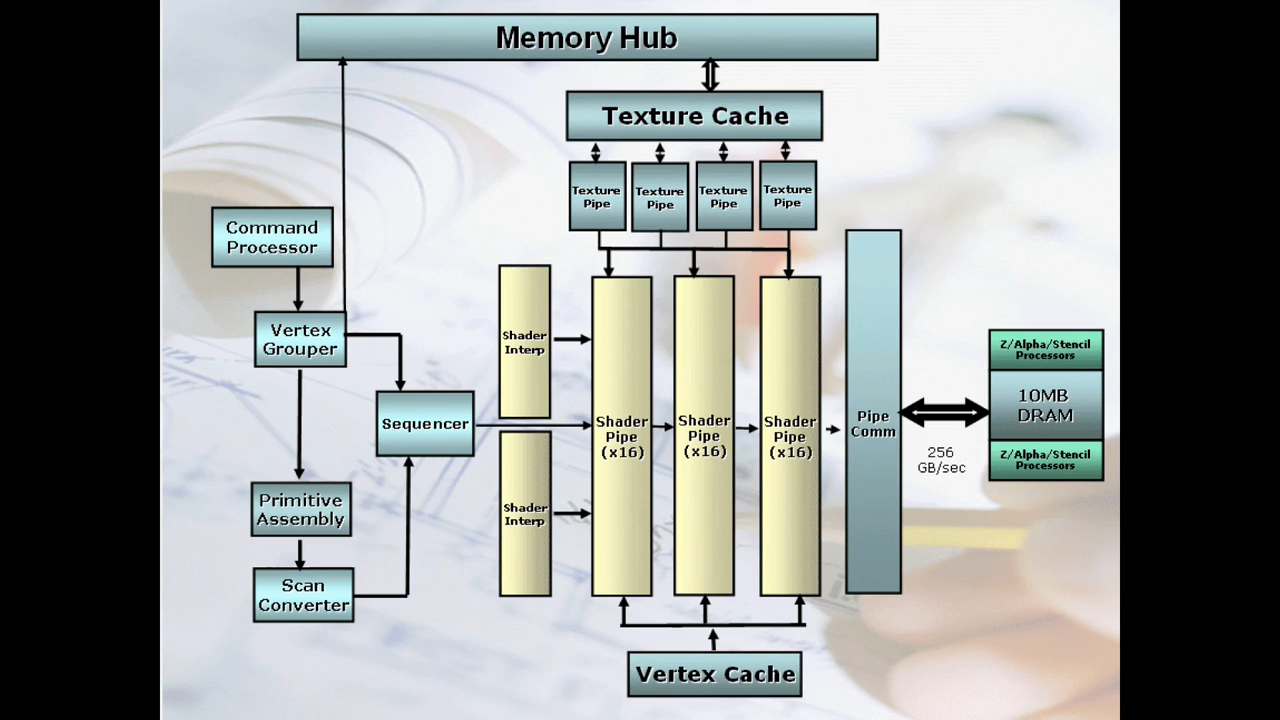 Memory Hub
Texture Cache
Texture
Pipe
Texture
Pipe
Texture
Pipe
Texture
Pipe
Command
Processor
Vertex
Grouper
Sequencer
Primitive
Assembly
Scan
Converter
Shader
Interp
Shader
Interp
Shader
Pipe
(x16)
Shader
Pipe
(x16)
Shader
Pipe
(x16)
Pipe
Comm
256
GB/sec
Z/Alpha/Stencil
Processors
10MB
DRAM
Z/Alpha/Stencil
Processors
Vertex Cache